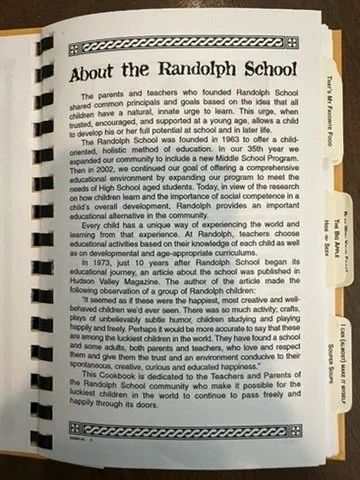 About the Randolph School
The parents and teachers who founded Randolph School
shared common principals and goals based on the idea that all
children have a natural, innate urge to learn. This urge, when
trusted, encouraged, and supported at a young age, allows a child
to develop his or her full potential at school and in later life.
The Randolph School was founded in 1963 to offer a child-
oriented, holistic method of education. In our 35th year we
expanded our community to include a new Middle School Program.
Then in 2002, we continued our goal of offering a comprehensive
educational environment by expanding our program to meet the
needs of High School aged students. Today, in view of the research
on how children learn and the importance of social competence in a
child's overall development, Randolph provides an important
educational alternative in the community.
Every child has a unique way of experiencing the world and
learning from that experience. At Randolph, teachers choose
educational activities based on their knowledge of each child as well
as on developmental and age-appropriate curriculums.
In 1973, just 10 years after Randolph School began its
educational journey, an article about the school was published in
Hudson Valley Magazine. The author of the article made the
following observation of a group of Randolph children:
"It seemed as if these were the happiest, most creative and well-
behaved children we'd ever seen. There was so much activity; crafts,
plays of unbelievably subtle humor, children studying and playing
happily and freely. Perhaps it would be more accurate to say that these
are among the luckiest children in the world. They have found a school
and some adults, both parents and teachers, who love and respect
them and give them the trust and an environment conducive to their
spontaneous, creative, curious and educated happiness."
This Cookbook is dedicated to the Teachers and Parents of
the Randolph School community who make it possible for the
luckiest children in the world to continue to pass freely and
happily through its doors.
That's My Favorite Food
The Big Apple
Hide -n- Seek
I Can (Almost) Make It Myself
Souper Soups